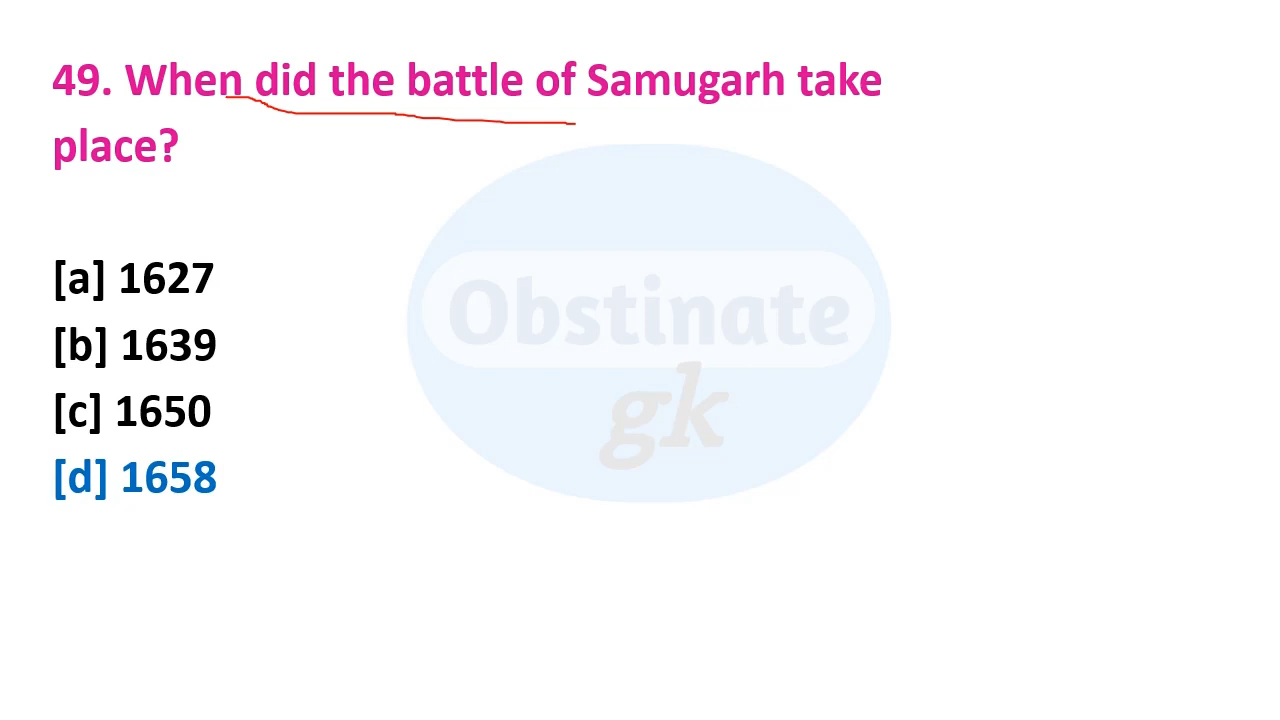 49. When did the battle of Samugarh take
place?
[a] 1627
[b] 1639
[c] 1650
[d] 1658
Obstinate
gk